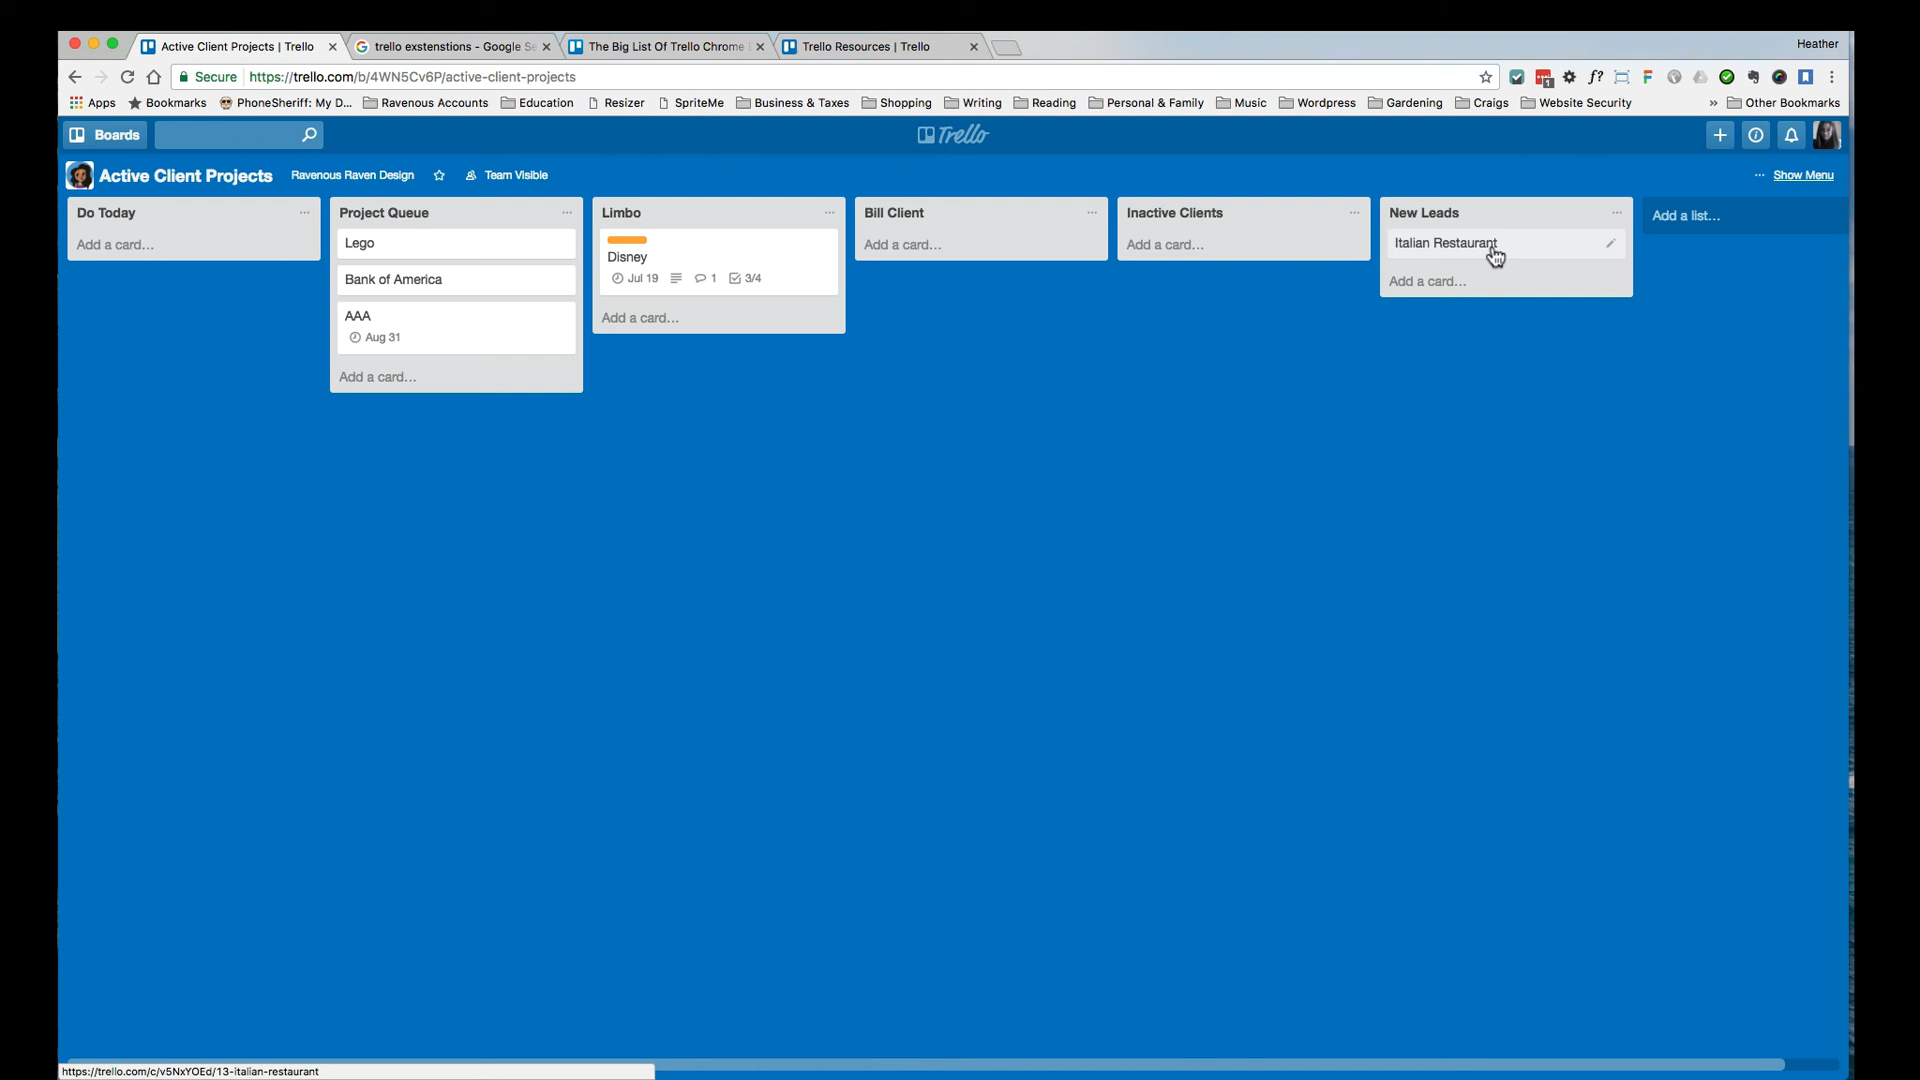 Active Client Projects | Trello
trello exstenstions - Google Se
The Big List Of Trello Chrome
Trello Resources | Trello
Heather
Secure
https://trello.com/b/4WN5Cv6P/active-client-projects
1
f?
F
Apps
Bookmarks
PhoneSheriff: My D...
Ravenous Accounts
Education
Resizer
SpriteMe
Business & Taxes
Shopping
Writing
Reading
Personal & Family
Music
Wordpress
Gardening
Craigs
Website Security
»
Other Bookmarks
Boards
Trello
Active Client Projects
Ravenous Raven Design
Team Visible
... Show Menu
Do Today
Add a card…
Project Queue
Lego
Bank of America
AAA
Aug 31
Add a card…
Limbo
Disney
Jul 19
1
3/4
Add a card…
Bill Client
Add a card…
Inactive Clients
Add a card…
New Leads
Italian Restaurant
Add a card…
Add a list…
https://trello.com/c/v5NxYOEd/13-italian-restaurant